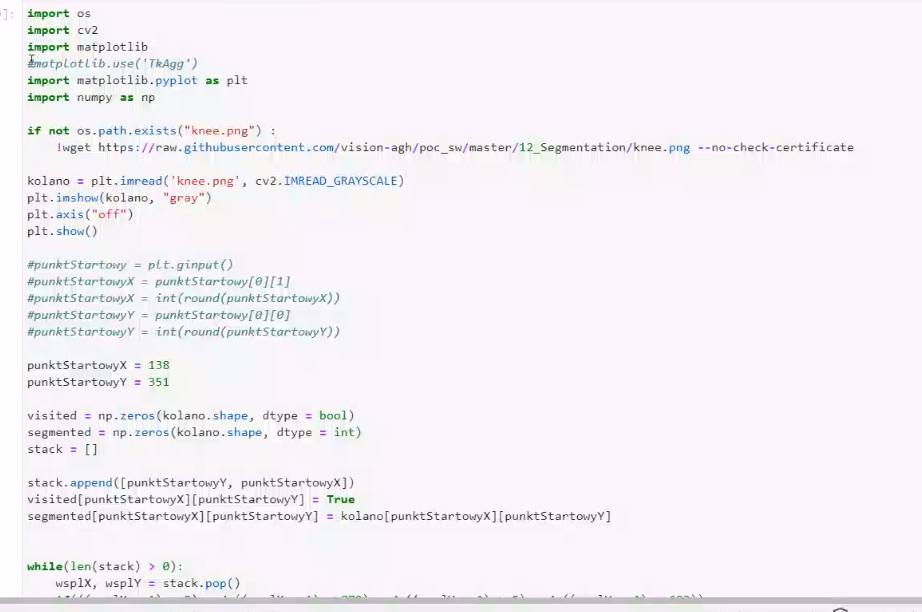 import os
import cv2
import matplotlib
#matplotlib.use('TkAgg')
import matplotlib.pyplot as plt
import numpy as np
if not os.path.exists("knee.png") :
!wget https://raw.githubusercontent.com/vision-agh/poc_sw/master/12_Segmentation/knee.png --no-check-certificate
kolano = plt.imread('knee.png', cv2.IMREAD_GRAYSCALE)
plt.imshow(kolano, "gray")
plt.axis("off")
plt.show()
#punktStartowy = plt.ginput()
#punktStartowyX = punktStartowy[0][1]
#punktStartowyX = int(round(punktStartowyX))
#punktStartowyY = punktStartowy[0][0]
#punktStartowyY = int(round(punktStartowyY))
punktStartowyX = 138
punktStartowyY = 351
visited = np.zeros(kolano.shape, dtype = bool)
segmented = np.zeros(kolano.shape, dtype = int)
stack = []
stack.append([punktStartowyY, punktStartowyX])
visited[punktStartowyX][punktStartowyY] = True
segmented[punktStartowyX][punktStartowyY] = kolano[punktStartowyX][punktStartowyY]
while(len(stack) > 0):
wsplX, wsplY = stack.pop()